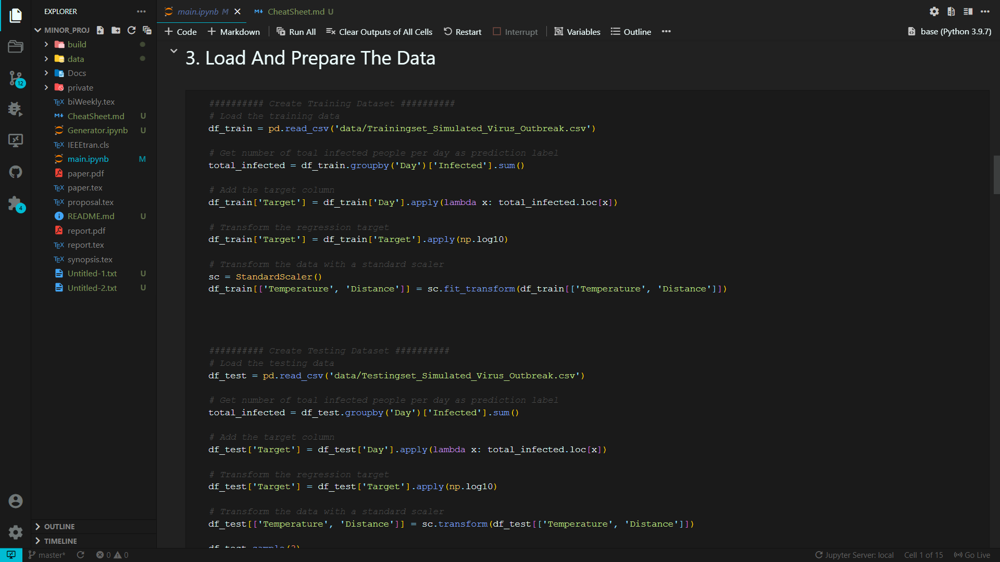 EXPLORER
main.ipynb M
CheatSheet.md U
MINOR_PROJ
Code
Markdown
Run All
Clear Outputs of All Cells
Restart
Interrupt
Variables
Outline
base (Python 3.9.7)
build
data
Docs
private
TEX biWeekly.tex
CheatSheet.md U
Generator.ipynb U
TEX IEEEtran.cls
main.ipynb M
paper.pdf
TEX paper.tex
TEX proposal.tex
README.md U
report.pdf
TEX report.tex
TEX synopsis.tex
Untitled-1.txt U
Untitled-2.txt U
12
4
OUTLINE
TIMELINE
3. Load And Prepare The Data
########## Create Training Dataset ##########
# Load the training data
df_train = pd.read_csv('data/Trainingset_Simulated_Virus_Outbreak.csv')
# Get number of toal infected people per day as prediction label
total_infected = df_train.groupby('Day')['Infected'].sum()
# Add the target column
df_train['Target'] = df_train['Day'].apply(lambda x: total_infected.loc[x])
# Transform the regression target
df_train['Target'] = df_train['Target'].apply(np.log10)
# Transform the data with a standard scaler
sc = StandardScaler()
df_train[['Temperature', 'Distance']] = sc.fit_transform(df_train[['Temperature', 'Distance']])
########## Create Testing Dataset ##########
# Load the testing data
df_test = pd.read_csv('data/Testingset_Simulated_Virus_Outbreak.csv')
# Get number of toal infected people per day as prediction label
total_infected = df_test.groupby('Day')['Infected'].sum()
# Add the target column
df_test['Target'] = df_test['Day'].apply(lambda x: total_infected.loc[x])
# Transform the regression target
df_test['Target'] = df_test['Target'].apply(np.log10)
# Transform the data with a standard scaler
df_test[['Temperature', 'Distance']] = sc.transform(df_test[['Temperature', 'Distance']])
df_test.sample(2)
master*
0 0
Jupyter Server: local
Cell 1 of 15
Go Live